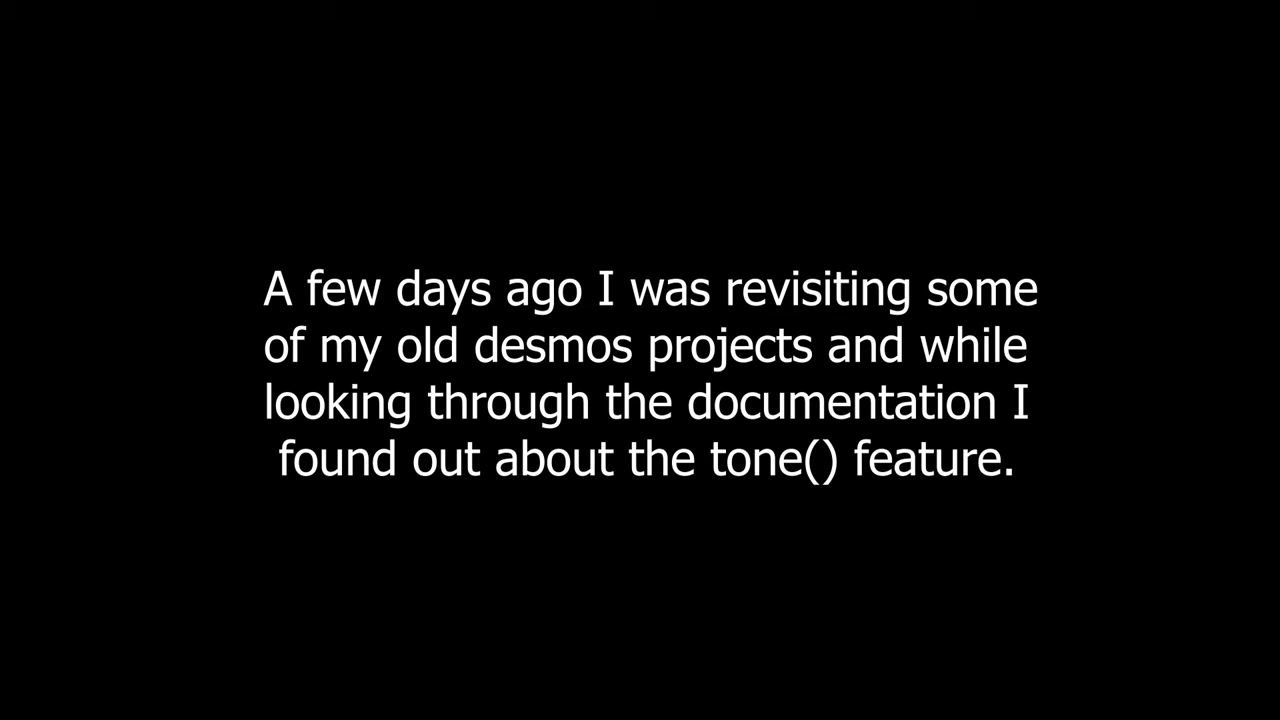 A few days ago I was revisiting some
of my old desmos projects and while
looking through the documentation I
found out about the tone() feature.